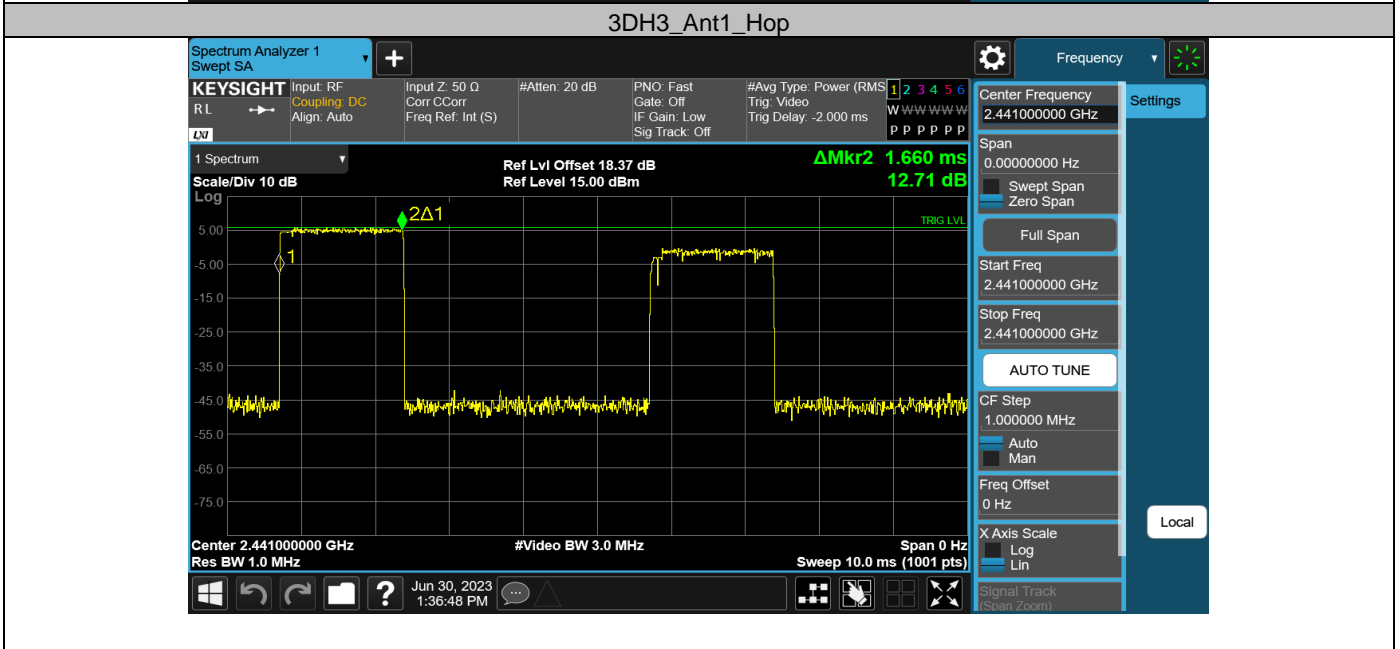 3DH3_Ant1_Hop
Spectrum Analyzer 1
Swept SA
Frequency
KEYSIGHT
RL
LXI
Input: RF
Coupling: DC
Align: Auto
Input Z: 50 Ω
Corr CCorr
Freq Ref: Int (S)
#Atten: 20 dB
PNO: Fast
Gate: Off
IF Gain: Low
Sig Track: Off
#Avg Type: Power (RMS
Trig: Video
Trig Delay: -2.000 ms
1 2 3 4 5 6
W W W W W W
P P P P P P
1 Spectrum
Scale/Div 10 dB
Log
Ref Lvl Offset 18.37 dB
Ref Level 15.00 dBm
ΔMkr2 1.660 ms
12.71 dB
2Δ1
1
TRIG LVL
5.00
-5.00
-15.0
-25.0
-35.0
-45.0
-55.0
-65.0
-75.0
Center 2.441000000 GHz
Res BW 1.0 MHz
#Video BW 3.0 MHz
Span 0 Hz
Sweep 10.0 ms (1001 pts)
Jun 30, 2023
1:36:48 PM
Center Frequency
2.441000000 GHz
Settings
Span
0.00000000 Hz
Swept Span
Zero Span
Full Span
Start Freq
2.441000000 GHz
Stop Freq
2.441000000 GHz
AUTO TUNE
CF Step
1.000000 MHz
Auto
Man
Freq Offset
0 Hz
X Axis Scale
Log
Lin
Local
Signal Track
(Span Zoom)